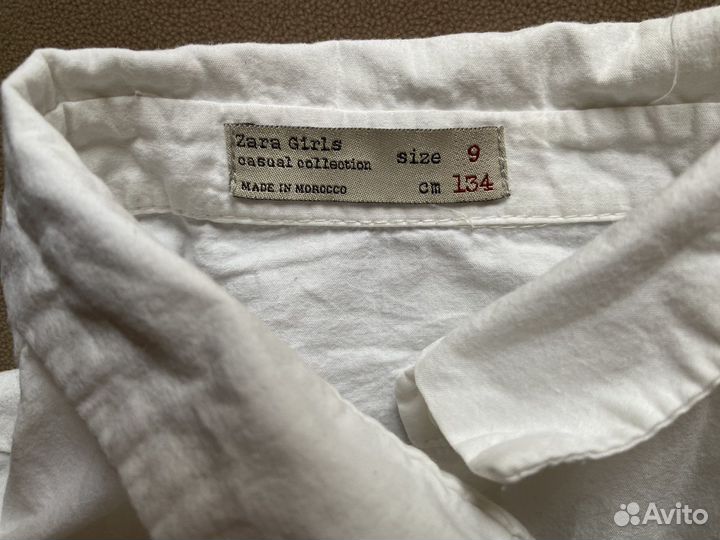 Zara Girls
casual collection
MADE IN MOROCCO
size 9
cm 134
Avito